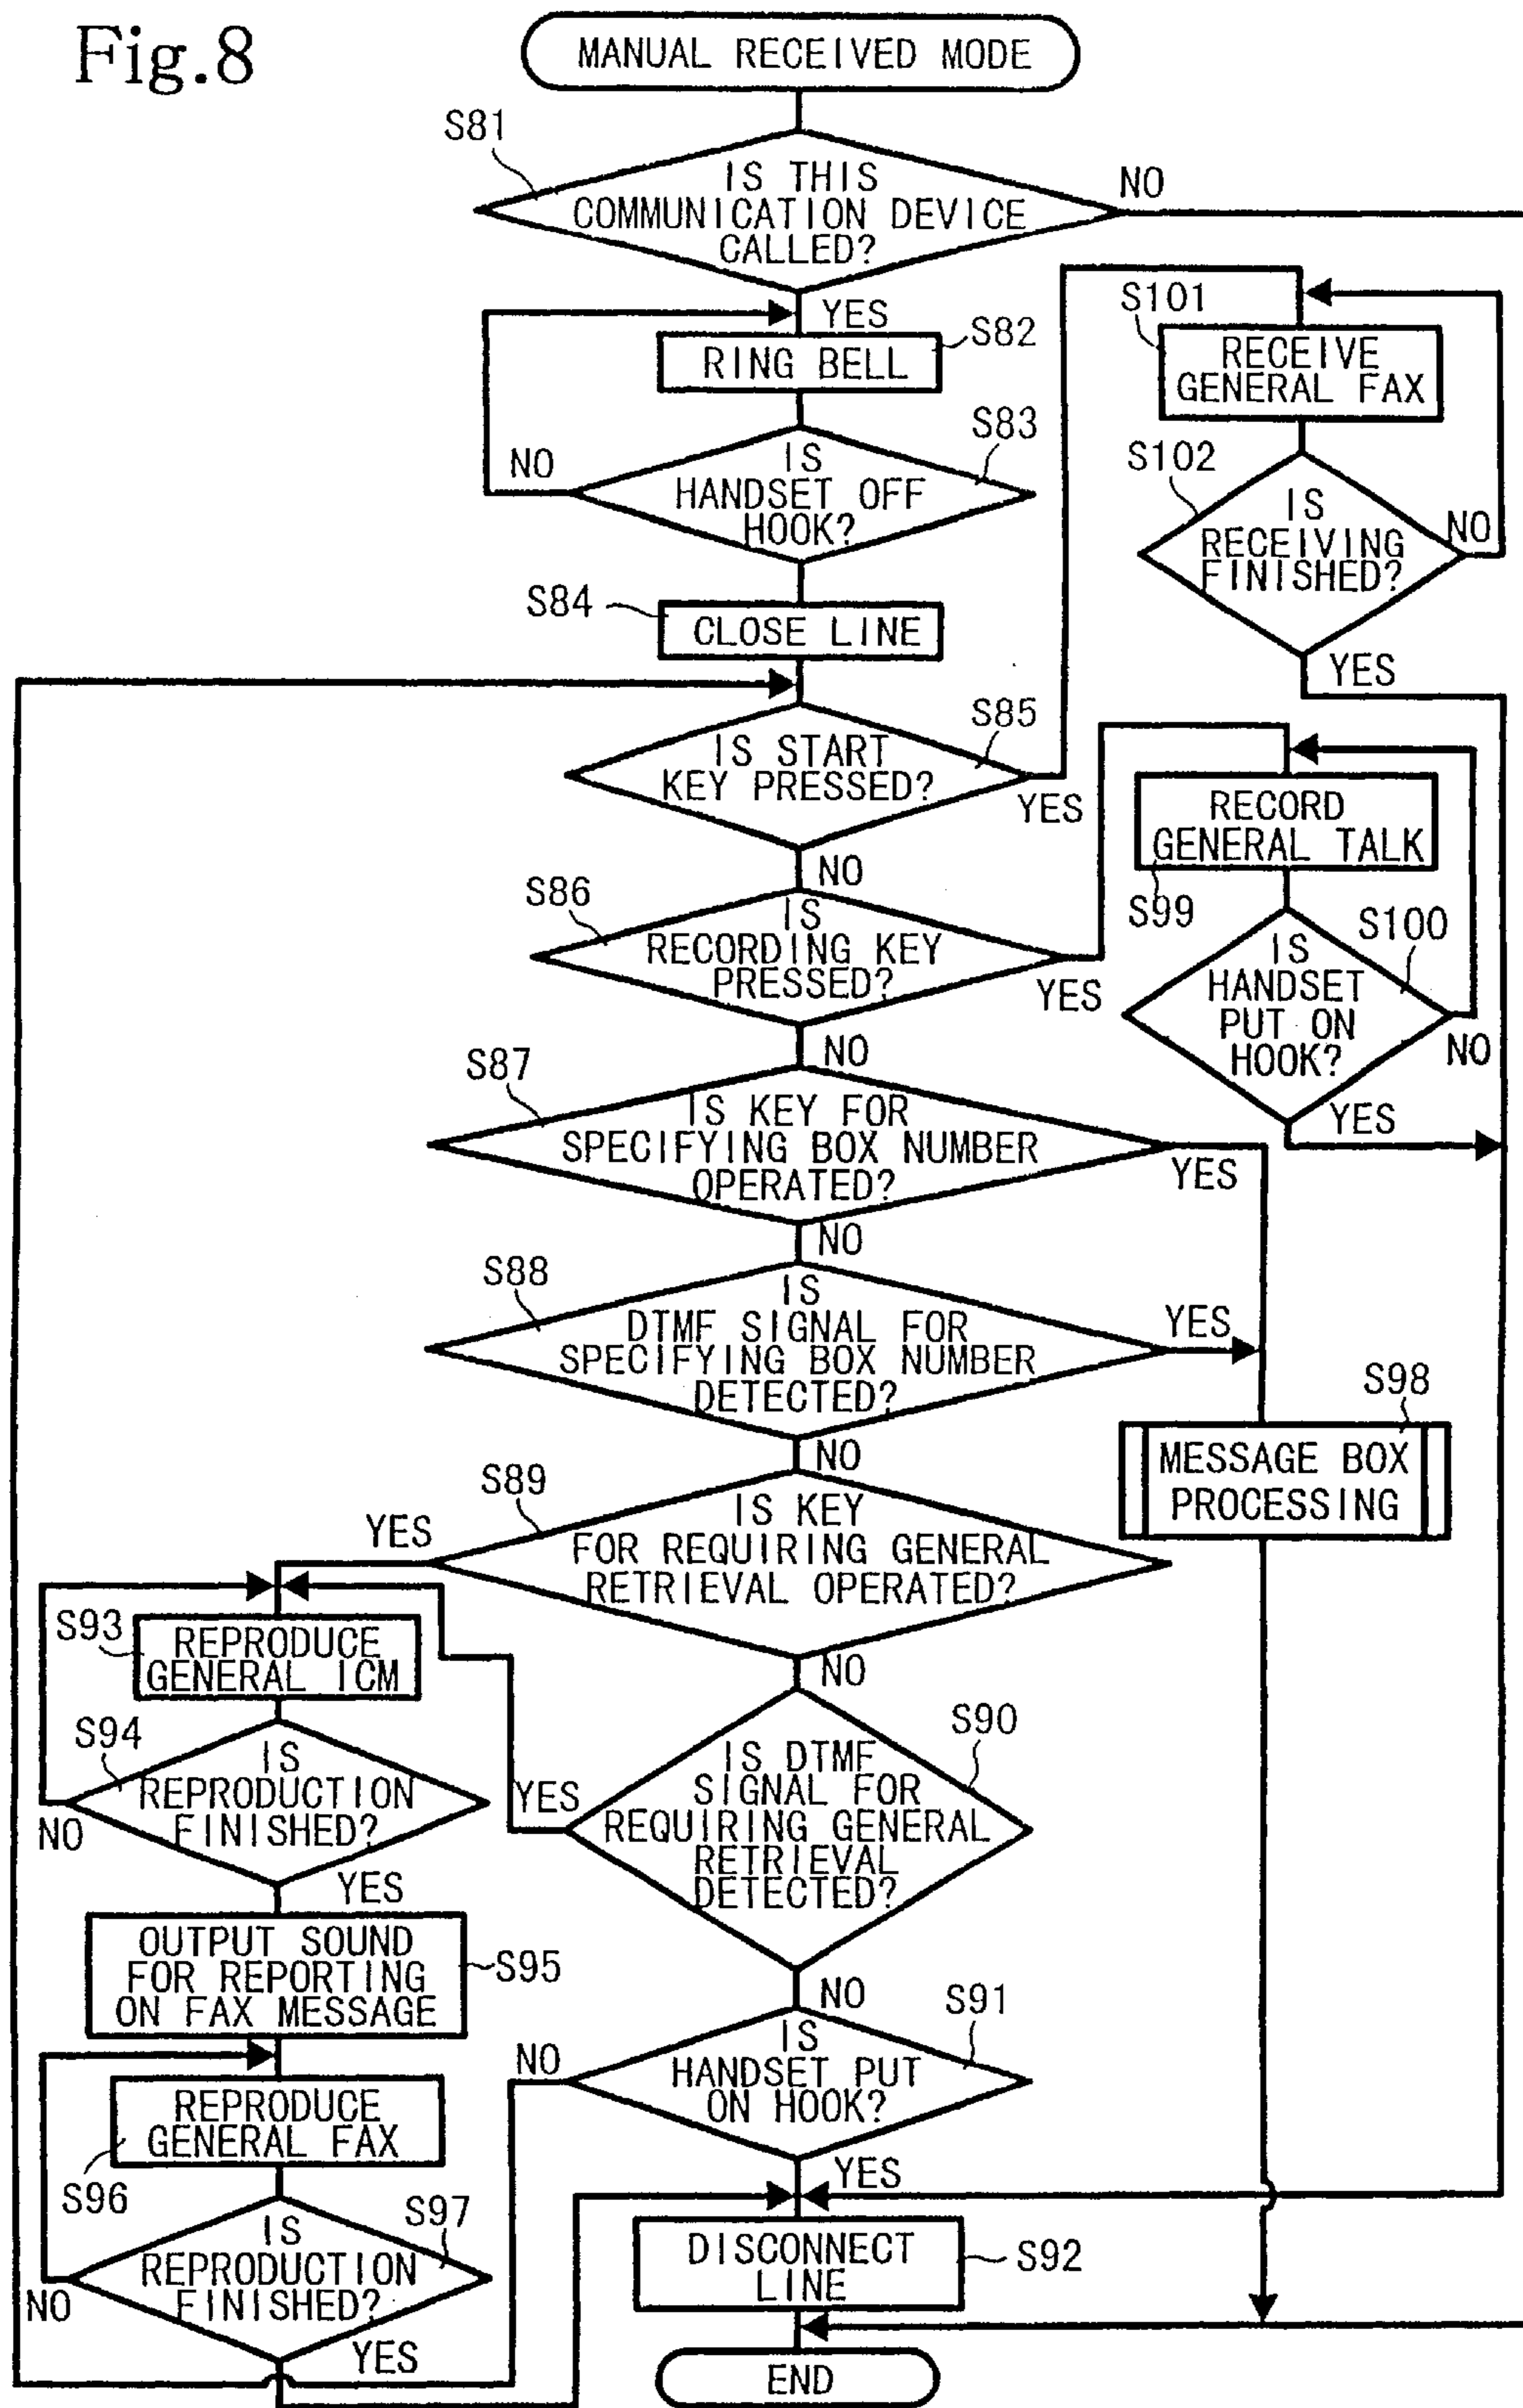 Fig.8
MANUAL RECEIVED MODE
S81
IS THIS
COMMUNICATION DEVICE
CALLED?
NO
YES
RING BELL
S82
S83
IS
HANDSET OFF
HOOK?
NO
S84
CLOSE LINE
S101
RECEIVE
GENERAL FAX
S102
IS
RECEIVING
FINISHED?
NO
YES
S85
IS START
KEY PRESSED?
YES
NO
S86
IS
RECORDING KEY
PRESSED?
YES
NO
RECORD
GENERAL TALK
S99
S100
IS
HANDSET
PUT ON
HOOK?
NO
YES
S87
IS KEY FOR
SPECIFYING BOX NUMBER
OPERATED?
YES
NO
S88
IS
DTMF SIGNAL FOR
SPECIFYING BOX NUMBER
DETECTED?
YES
NO
S98
MESSAGE BOX
PROCESSING
S89
IS KEY
FOR REQUIRING GENERAL
RETRIEVAL OPERATED?
YES
NO
S93
REPRODUCE
GENERAL ICM
S94
IS
REPRODUCTION
FINISHED?
NO
YES
S90
IS DTMF
SIGNAL FOR
REQUIRING GENERAL
RETRIEVAL
DETECTED?
YES
NO
OUTPUT SOUND
FOR REPORTING
ON FAX MESSAGE
S95
S91
IS
HANDSET PUT
ON HOOK?
NO
YES
REPRODUCE
GENERAL FAX
S96
S97
IS
REPRODUCTION
FINISHED?
NO
YES
DISCONNECT
LINE
S92
END